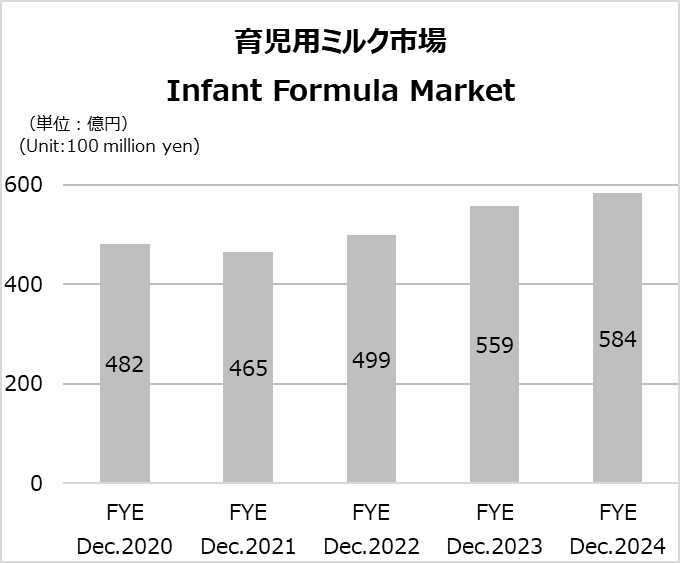 育児用ミルク市場
Infant Formula Market
（単位：億円）
(Unit:100 million yen)
600
400
200
0
482
465
499
559
584
FYE
Dec.2020
FYE
Dec.2021
FYE
Dec.2022
FYE
Dec.2023
FYE
Dec.2024